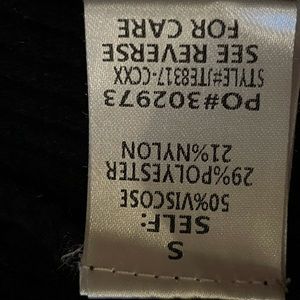 S
SELF:
50%VISCOSE
29%POLYESTER
21%NYLON
PO#302973
STYLE#JTE8317-CCXX
SEE REVERSE
FOR CARE